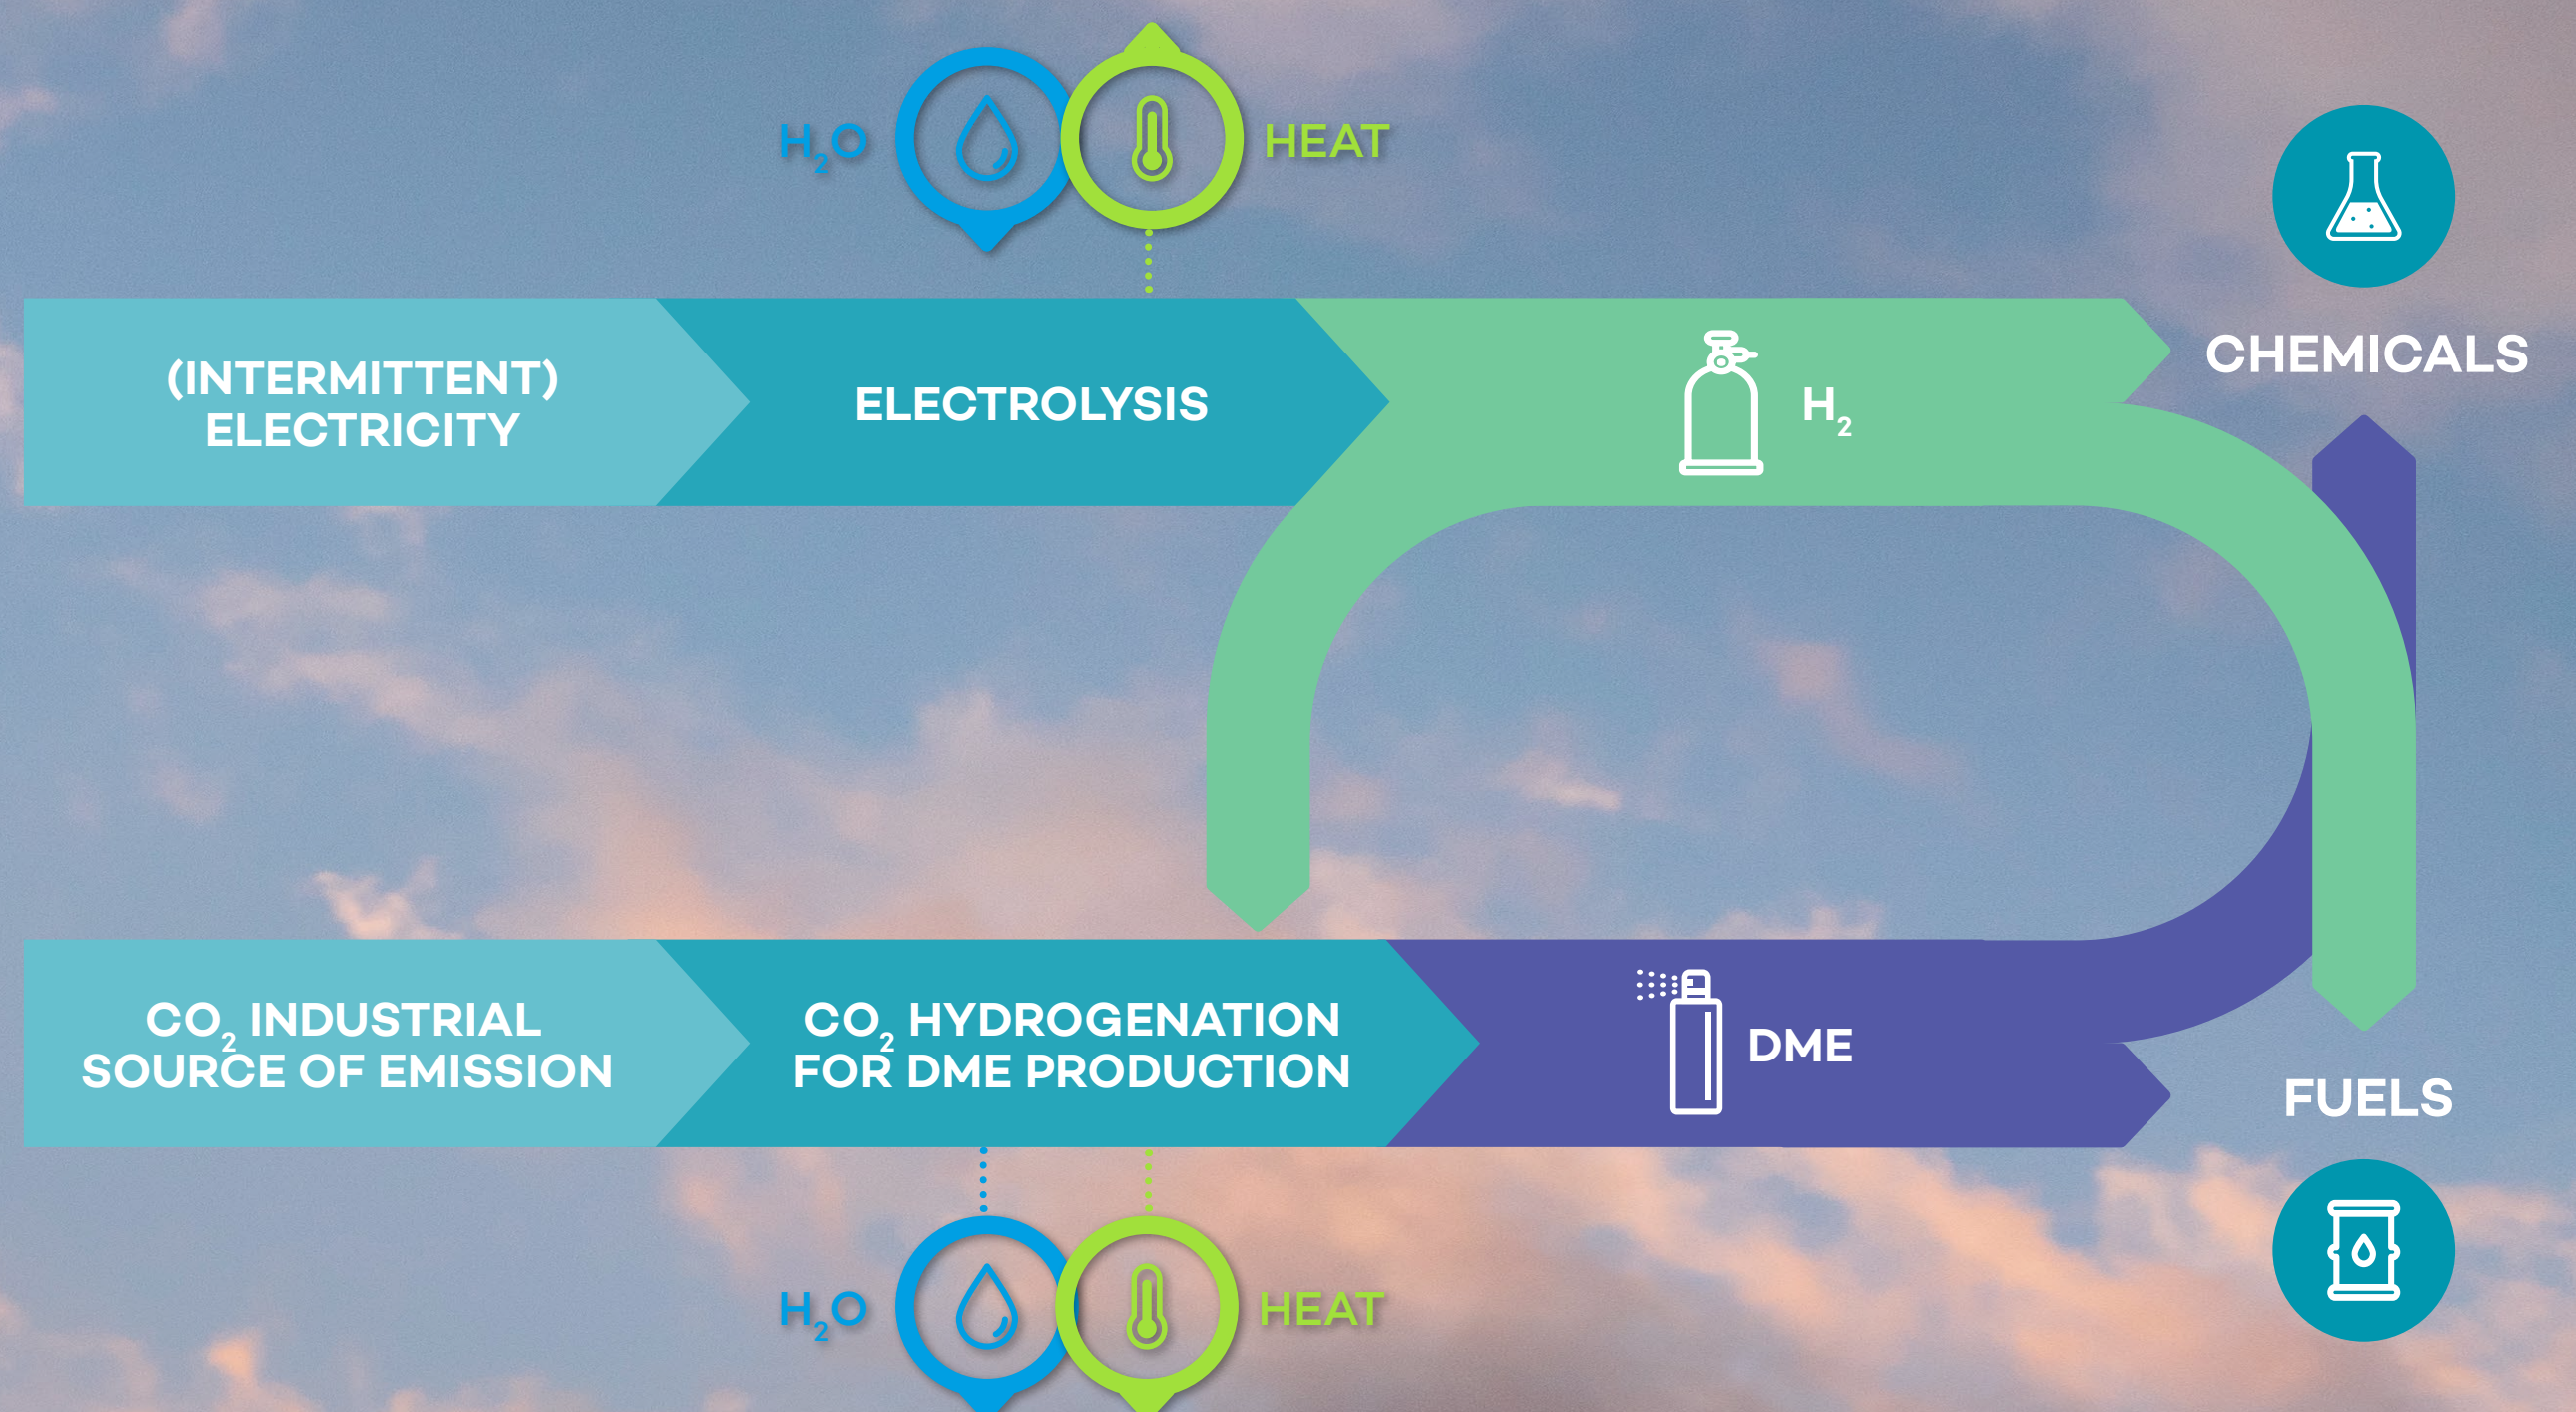 H₂O
HEAT
(INTERMITTENT)
ELECTRICITY
ELECTROLYSIS
H₂
CHEMICALS
CO₂ INDUSTRIAL
SOURCE OF EMISSION
CO₂ HYDROGENATION
FOR DME PRODUCTION
DME
FUELS
H₂O
HEAT